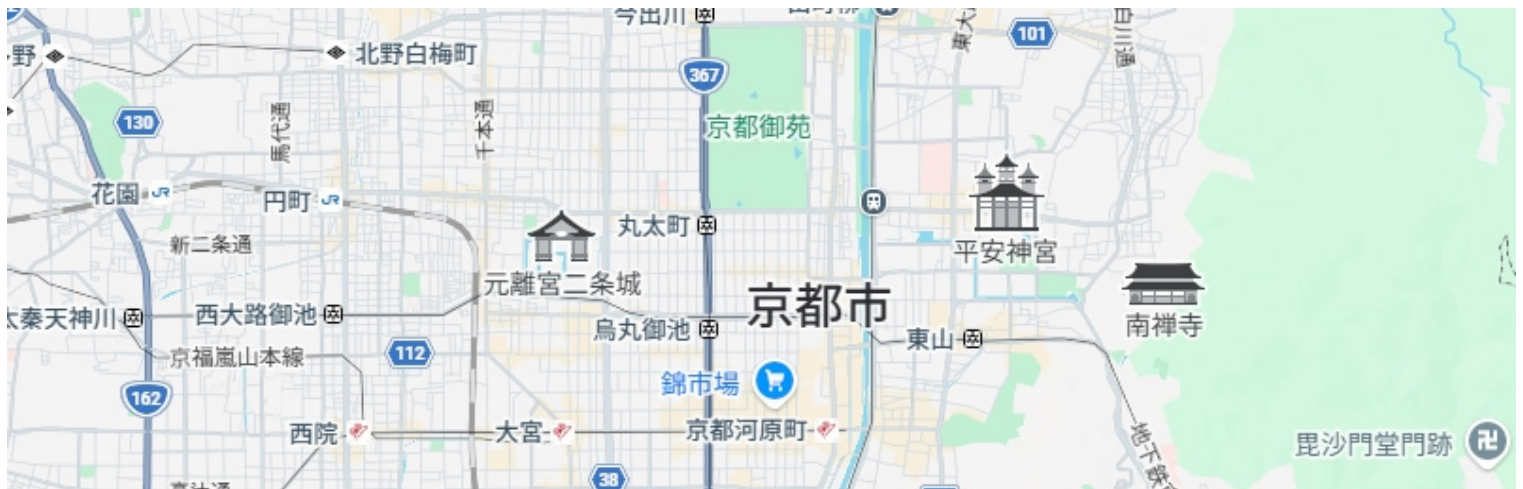 今出川
101
野
北野白梅町
367
130
馬代通
千本通
京都御苑
花園
JR
円町
JR
丸太町
新二条通
平安神宮
元離宮二条城
京都市
南禅寺
太秦天神川
西大路御池
烏丸御池
東山
京福嵐山本線
112
錦市場
162
西院
大宮
京都河原町
毘沙門堂門跡
卍
38